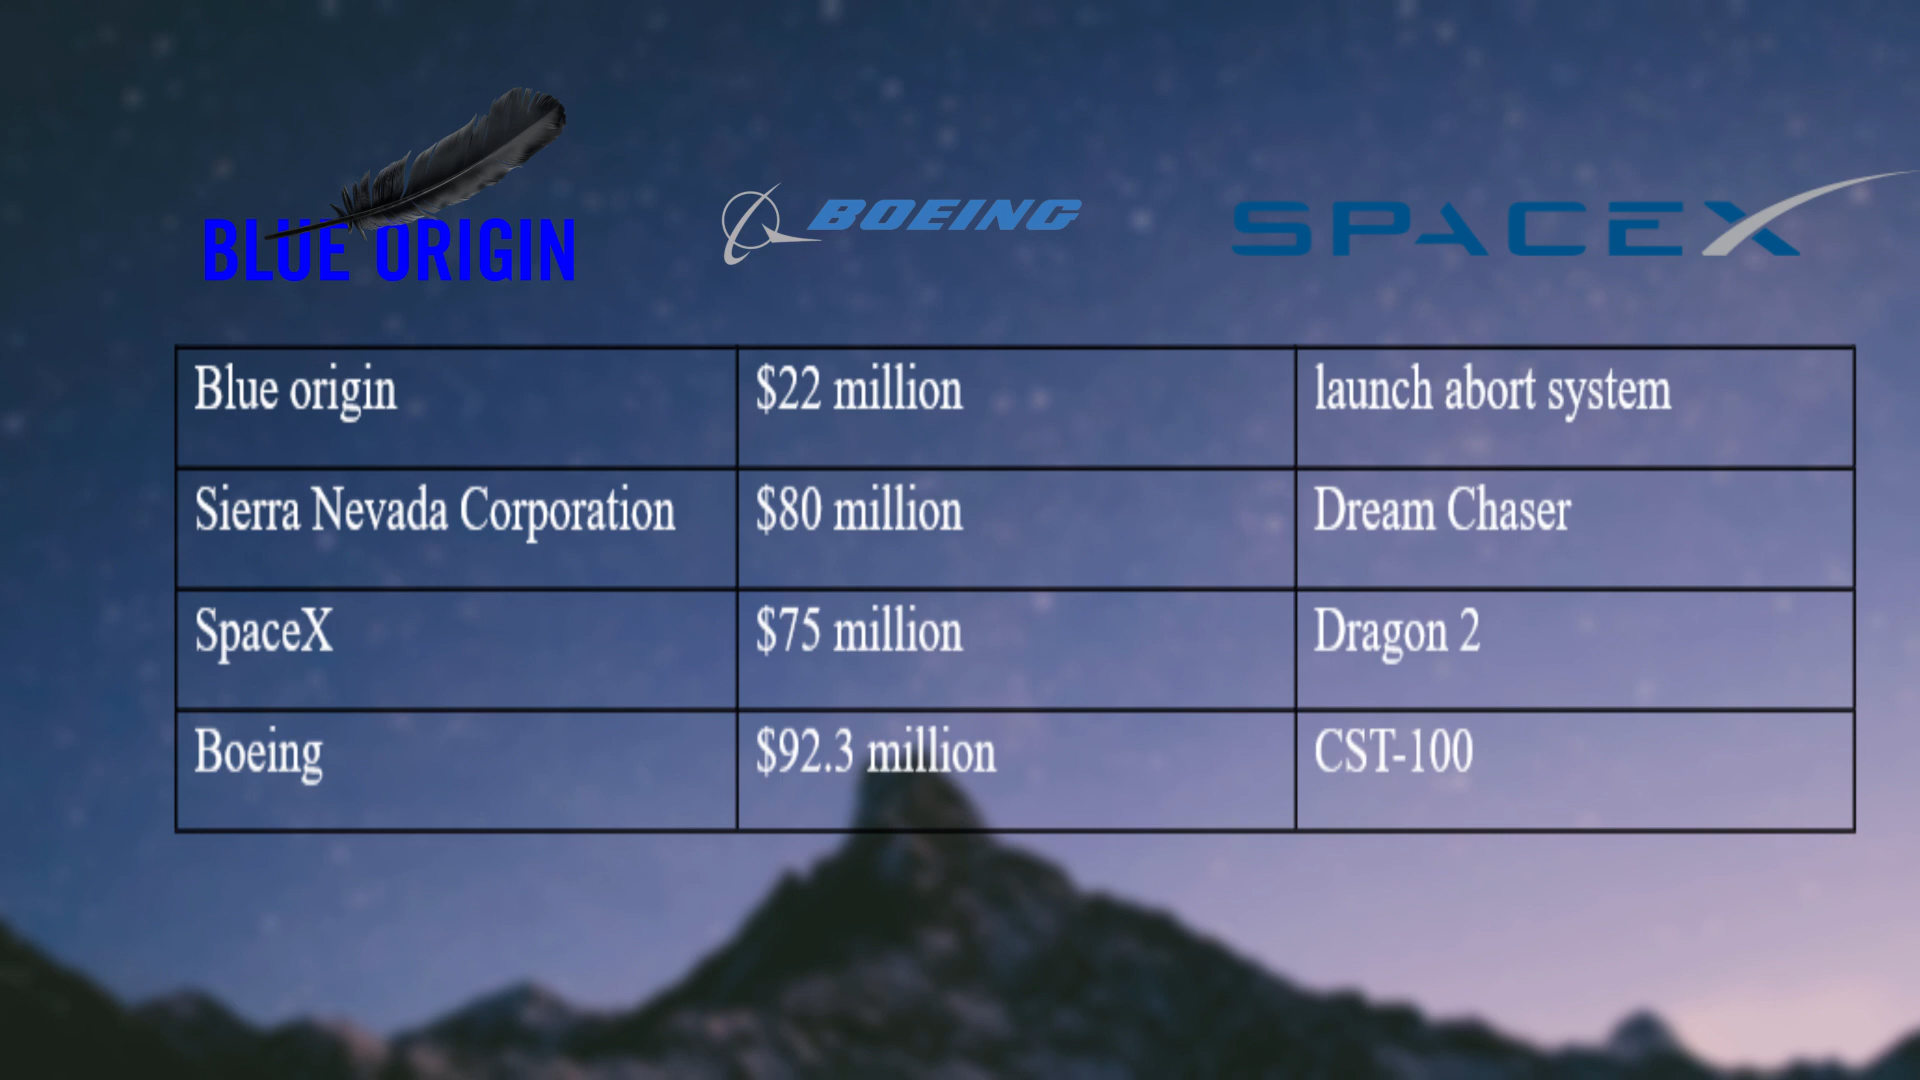 BLUE ORIGIN
BOEING
SPACEX
Blue origin $22 million launch abort system
Sierra Nevada Corporation $80 million Dream Chaser
SpaceX $75 million Dragon 2
Boeing $92.3 million CST-100